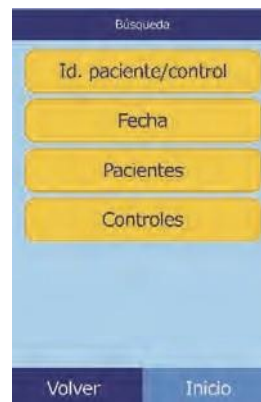 Búsqueda
Id. paciente/control
Fecha
Pacientes
Controles
Volver Inicio